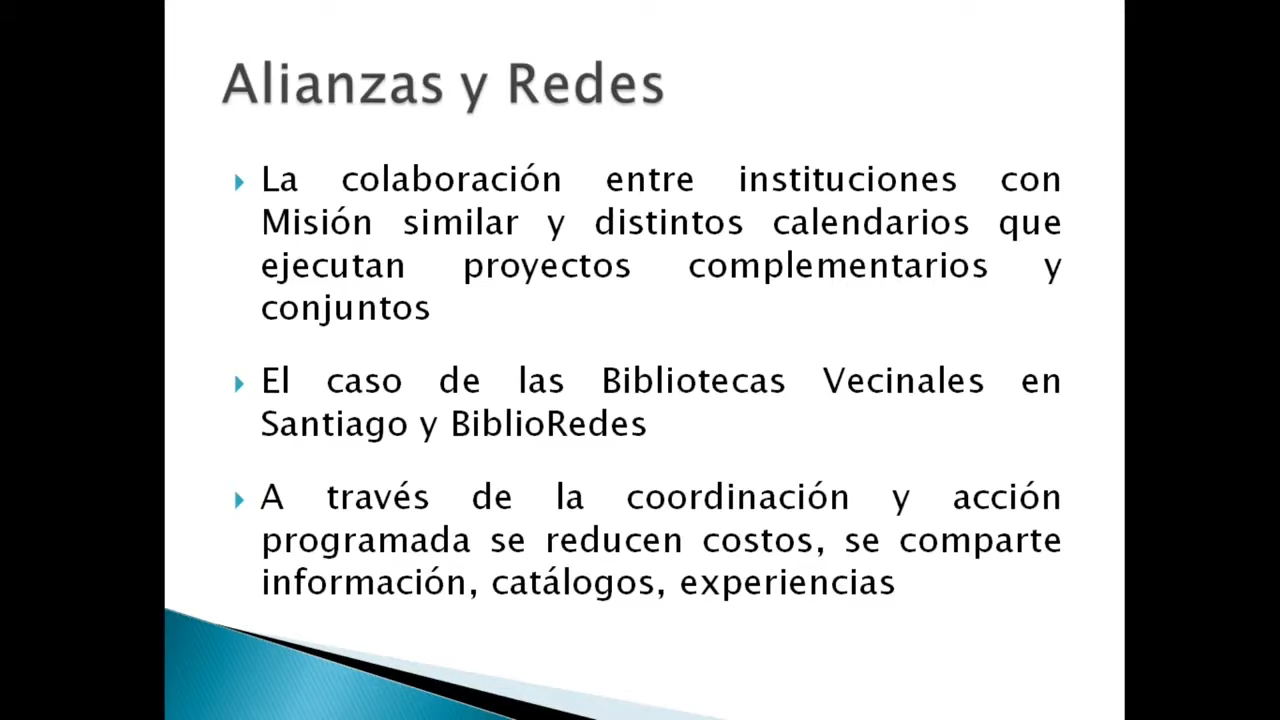 Alianzas y Redes
La colaboración entre instituciones con
Misión similar y distintos calendarios que
ejecutan proyectos complementarios y
conjuntos
El caso de las Bibliotecas Vecinales en
Santiago y BiblioRedes
A través de la coordinación y acción
programada se reducen costos, se comparte
información, catálogos, experiencias